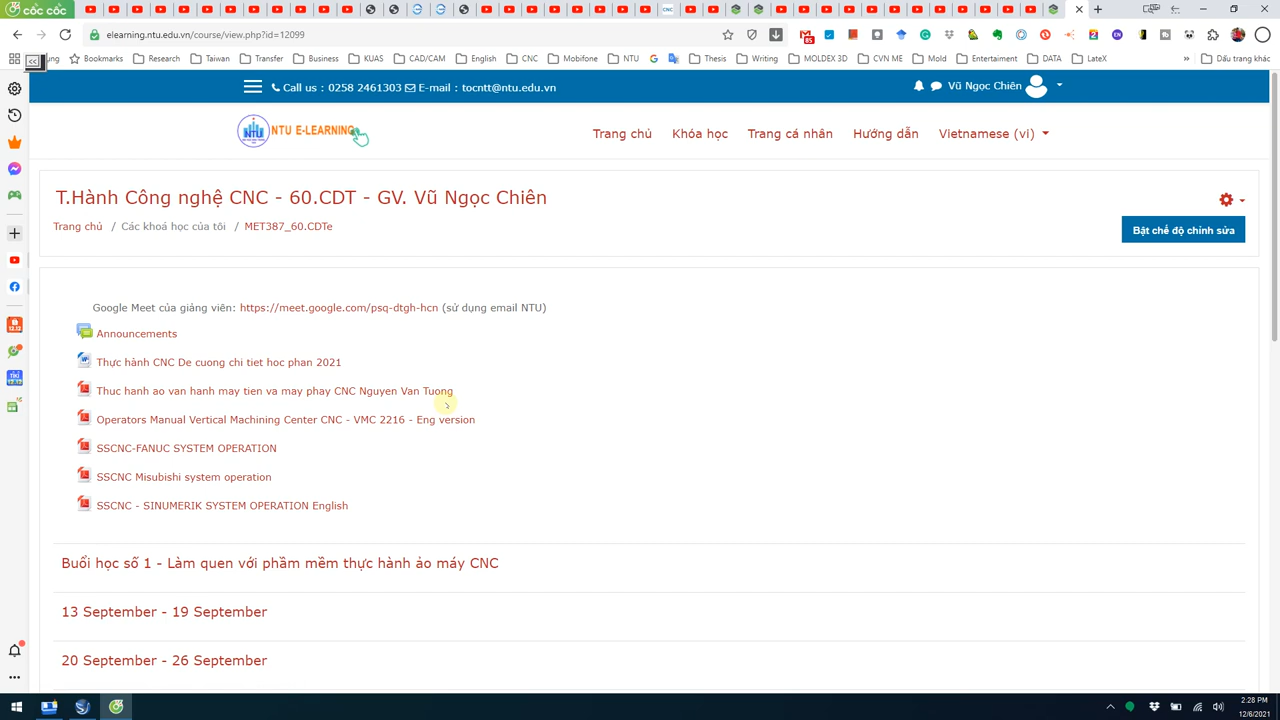 CỐC CỐC
elearning.ntu.edu.vn/course/view.php?id=12099
Bookmarks Research Taiwan Transfer Business KUAS CAD/CAM English CNC Mobifone NTU Thesis Writing MOLDEX 3D CVN ME Mold Entertaiment DATA LateX » Dấu trang khác
Call us : 0258 2461303 E-mail : tocntt@ntu.edu.vn Vũ Ngọc Chiên
NTU E-LEARNING Trang chủ Khóa học Trang cá nhân Hướng dẫn Vietnamese (vi)
T.Hành Công nghệ CNC - 60.CDT - GV. Vũ Ngọc Chiên
Trang chủ / Các khoá học của tôi / MET387_60.CDTe
Bật chế độ chỉnh sửa
Google Meet của giảng viên: https://meet.google.com/psq-dtgh-hcn (sử dụng email NTU)
Announcements
Thực hành CNC De cuong chi tiet hoc phan 2021
Thuc hanh ao van hanh may tien va may phay CNC Nguyen Van Tuong
Operators Manual Vertical Machining Center CNC - VMC 2216 - Eng version
SSCNC-FANUC SYSTEM OPERATION
SSCNC Misubishi system operation
SSCNC - SINUMERIK SYSTEM OPERATION English
Buổi học số 1 - Làm quen với phầm mềm thực hành ảo máy CNC
13 September - 19 September
20 September - 26 September
2:28 PM
12/6/2021